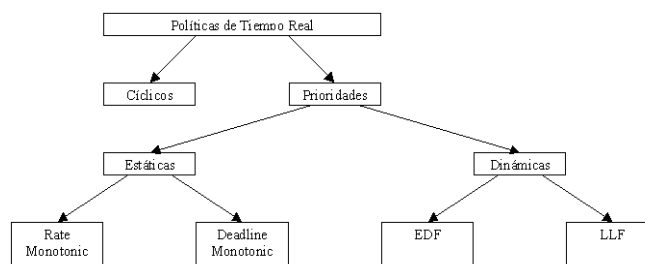 Políticas de Tiempo Real
Cíclicos
Prioridades
Estáticas
Dinámicas
Rate
Monotonic
Deadline
Monotonic
EDF
LLF